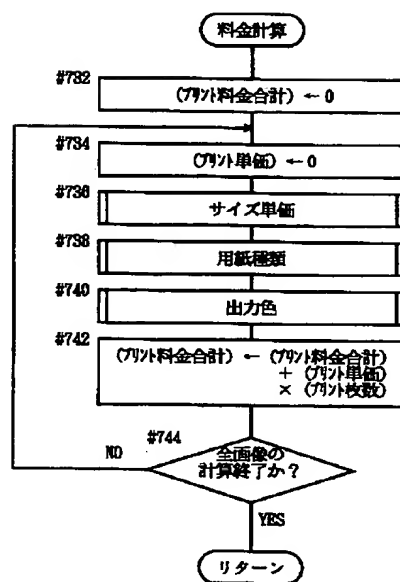 料金計算
#732
(プリント料金合計) ← 0
#734
(プリント単価) ← 0
#736
サイズ単価
#738
用紙種類
#740
出力色
#742
(プリント料金合計) ← (プリント料金合計)
+ (プリント単価)
× (プリント枚数)
#744
全画像の
計算終了か?
NO
YES
リターン